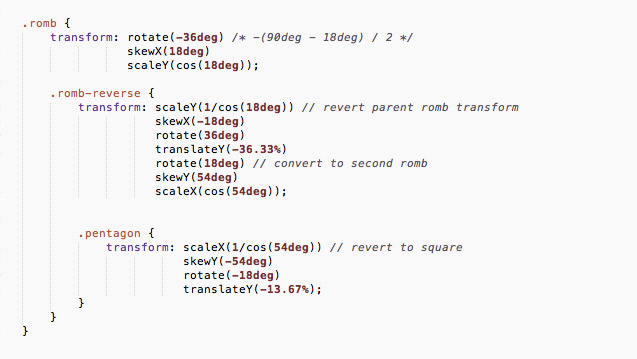 .romb {
transform: rotate(-36deg) /* -(90deg - 18deg) / 2 */
skewX(18deg)
scaleY(cos(18deg));
.romb-reverse {
transform: scaleY(1/cos(18deg)) // revert parent romb transform
skewX(-18deg)
rotate(36deg)
translateY(-36.33%)
rotate(18deg) // convert to second romb
skewY(54deg)
scaleX(cos(54deg));
.pentagon {
transform: scaleX(1/cos(54deg)) // revert to square
skewY(-54deg)
rotate(-18deg)
translateY(-13.67%);
}
}
}